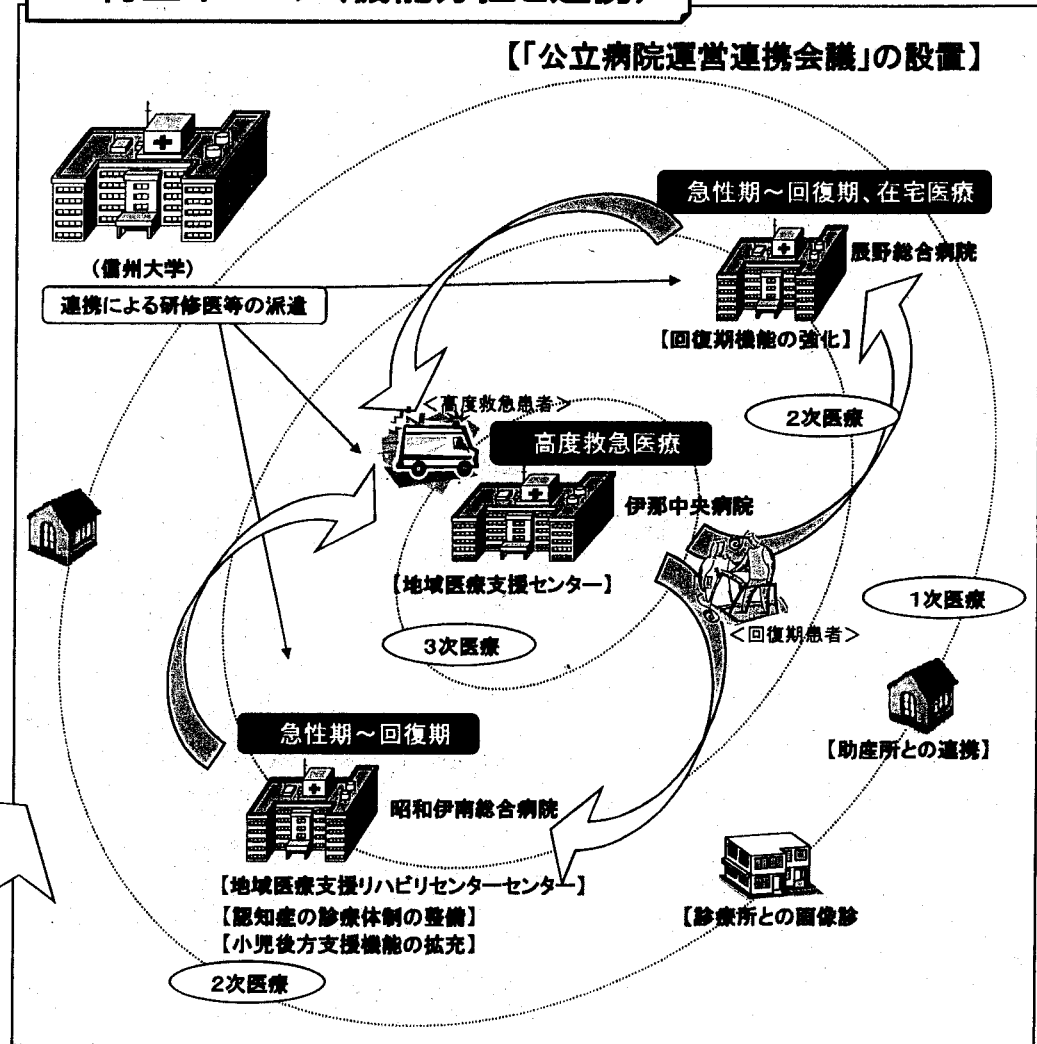 【「公立病院運営連携会議」の設置】
(信州大学)
連携による研修医等の派遣
急性期～回復期、在宅医療
辰野総合病院
【回復期機能の強化】
2次医療
＜高度救急患者＞
高度救急医療
伊那中央病院
【地域医療支援センター】
3次医療
＜回復期患者＞
1次医療
【助産所との連携】
急性期～回復期
昭和伊南総合病院
【地域医療支援リハビリセンターセンター】
【認知症の診療体制の整備】
【小児後方支援機能の拡充】
2次医療
【診療所との画像診